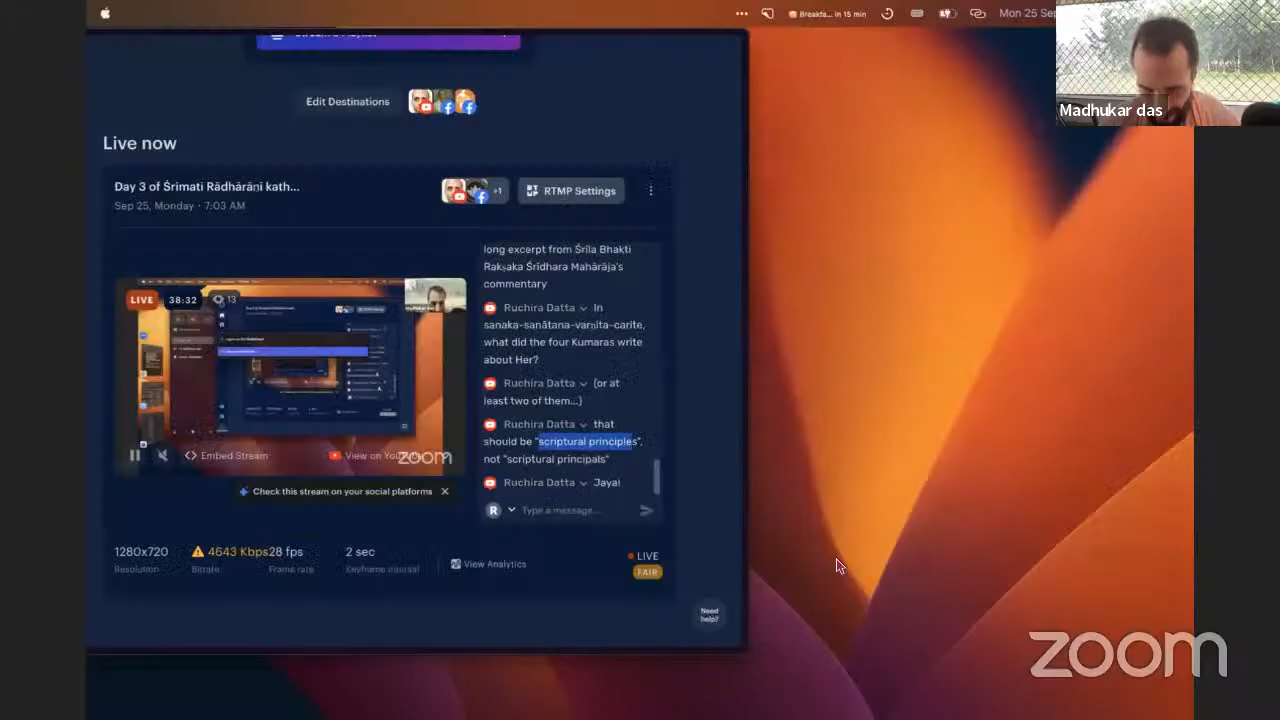 Breakfa... in 15 min
Mon 25 Sep
Madhukar das
Edit Destinations
Live now
Day 3 of Śrīmatī Rādhārāṇī kath...
Sep 25, Monday · 7:03 AM
+1
RTMP Settings
long excerpt from Śrīla Bhakti
Rakṣaka Śrīdhara Mahārāja's
commentary
Ruchira Datta In
sanaka-sanātana-varṇita-carite,
what did the four Kumaras write
about Her?
Ruchira Datta (or at
least two of them...)
Ruchira Datta that
should be "scriptural principles",
not "scriptural principals"
Ruchira Datta Jaya!
R Type a message...
LIVE 38:32 13
Embed Stream
View on YouTube
zoom
Check this stream on your social platforms
1280x720
Resolution
4643 Kbps
Bitrate
28 fps
Frame rate
2 sec
Keyframe interval
View Analytics
LIVE
FAIR
Need
help?
zoom